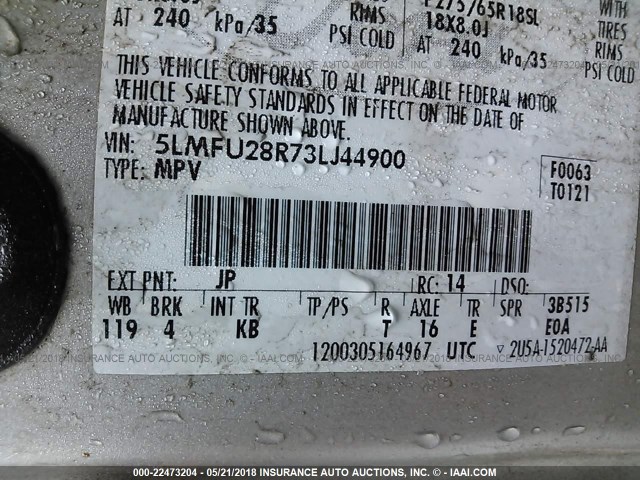 AT 240 kPa/35
RIMS
PSI COLD
18X8.0J
AT 240 kPa/35
WITH
TIRES
RIMS
PSI COLD
THIS VEHICLE CONFORMS TO ALL APPLICABLE FEDERAL MOTOR
VEHICLE SAFETY STANDARDS IN EFFECT ON THE DATE OF
MANUFACTURE SHOWN ABOVE.
VIN: 5LMFU28R73LJ44900
TYPE: MPV
F0063
T0121
EXT PNT: JP RC: 14 DSO:
WB BRK INT TR TP/PS R AXLE TR SPR 3B515
119 4 KB T 16 E E0A
1200305164967 UTC ▽ 2U5A-1520472-AA
000-22473204 - 05/21/2018 INSURANCE AUTO AUCTIONS, INC. - IAAI.COM